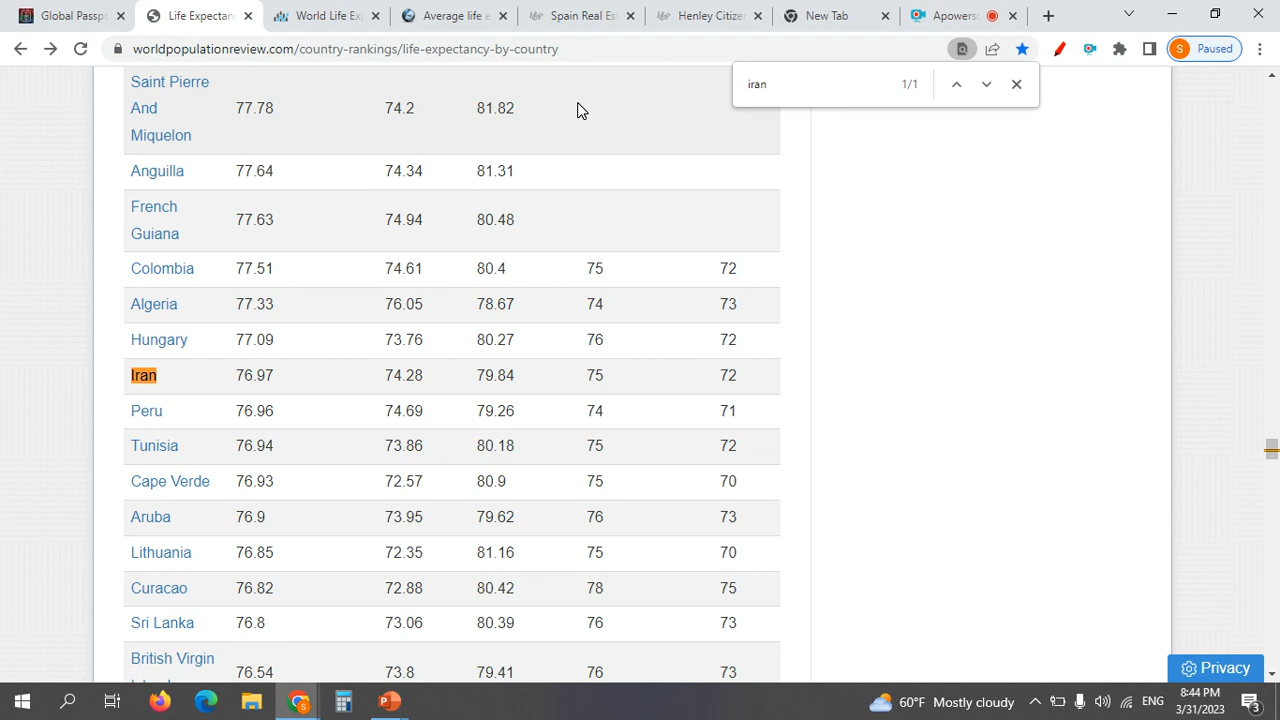 Global Passpo
Life Expectanc
World Life Exp
Average life e
Spain Real Est
Henley Citizen
New Tab
Apowers
worldpopulationreview.com/country-rankings/life-expectancy-by-country
S Paused
iran 1/1
Saint Pierre
And 77.78 74.2 81.82
Miquelon
Anguilla 77.64 74.34 81.31
French
Guiana 77.63 74.94 80.48
Colombia 77.51 74.61 80.4 75 72
Algeria 77.33 76.05 78.67 74 73
Hungary 77.09 73.76 80.27 76 72
Iran 76.97 74.28 79.84 75 72
Peru 76.96 74.69 79.26 74 71
Tunisia 76.94 73.86 80.18 75 72
Cape Verde 76.93 72.57 80.9 75 70
Aruba 76.9 73.95 79.62 76 73
Lithuania 76.85 72.35 81.16 75 70
Curacao 76.82 72.88 80.42 78 75
Sri Lanka 76.8 73.06 80.39 76 73
British Virgin
76.54 73.8 79.41 76 73
Privacy
60°F Mostly cloudy
ENG
8:44 PM
3/31/2023
3